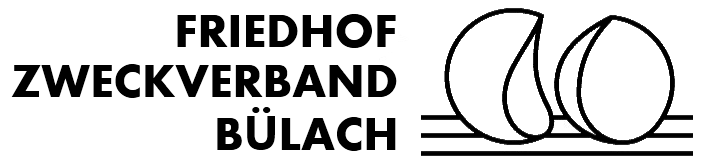 FRIEDHOF
ZWECKVERBAND
BÜLACH